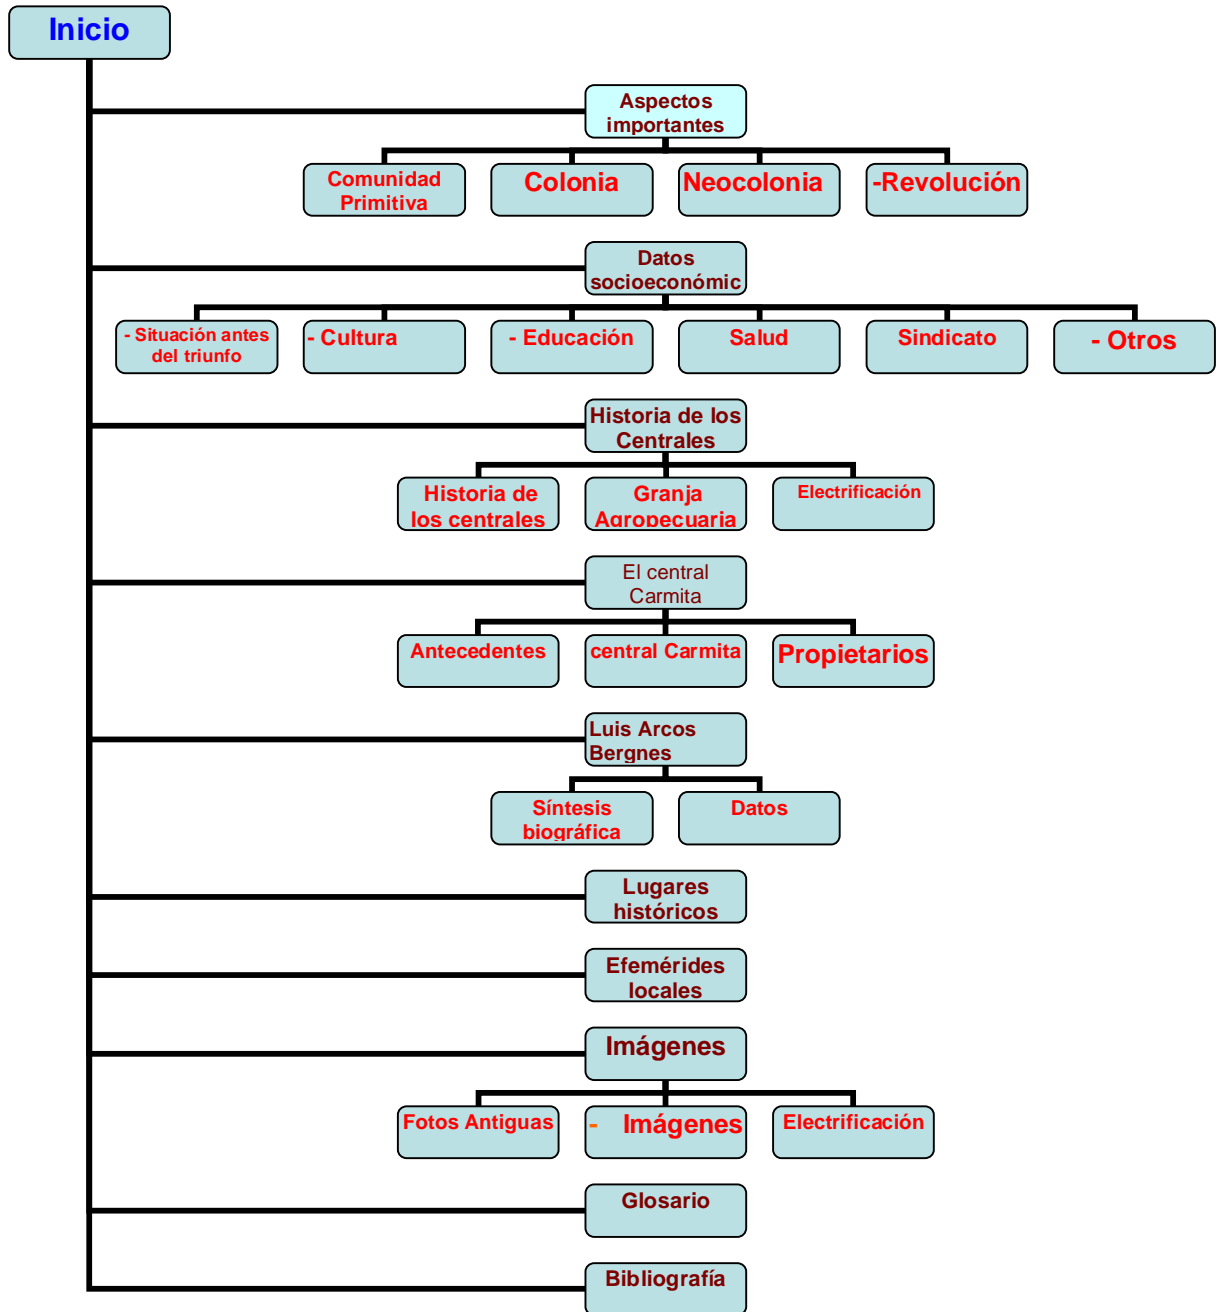 Inicio
Aspectos
importantes
Comunidad
Primitiva
Colonia
Neocolonia
-Revolución
Datos
socioeconómic
- Situación antes
del triunfo
- Cultura
- Educación
Salud
Sindicato
- Otros
Historia de los
Centrales
Historia de
los centrales
Granja
Agropecuaria
Electrificación
El central
Carmita
Antecedentes
central Carmita
Propietarios
Luis Arcos
Bergnes
Síntesis
biográfica
Datos
Lugares
históricos
Efemérides
locales
Imágenes
Fotos Antiguas
- Imágenes
Electrificación
Glosario
Bibliografía